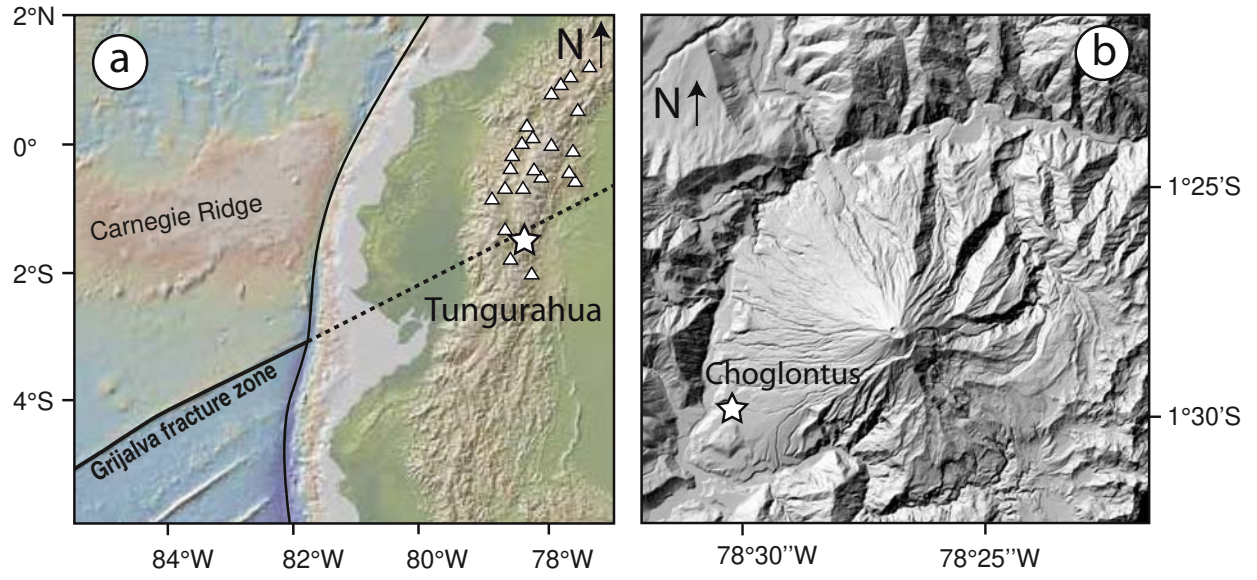 2°N
0°
2°S
4°S
84°W
82°W
80°W
78°W
a
N
Carnegie Ridge
Tungurahua
Grijalva fracture zone
b
N
Choglontus
1°25'S
1°30'S
78°30''W
78°25''W